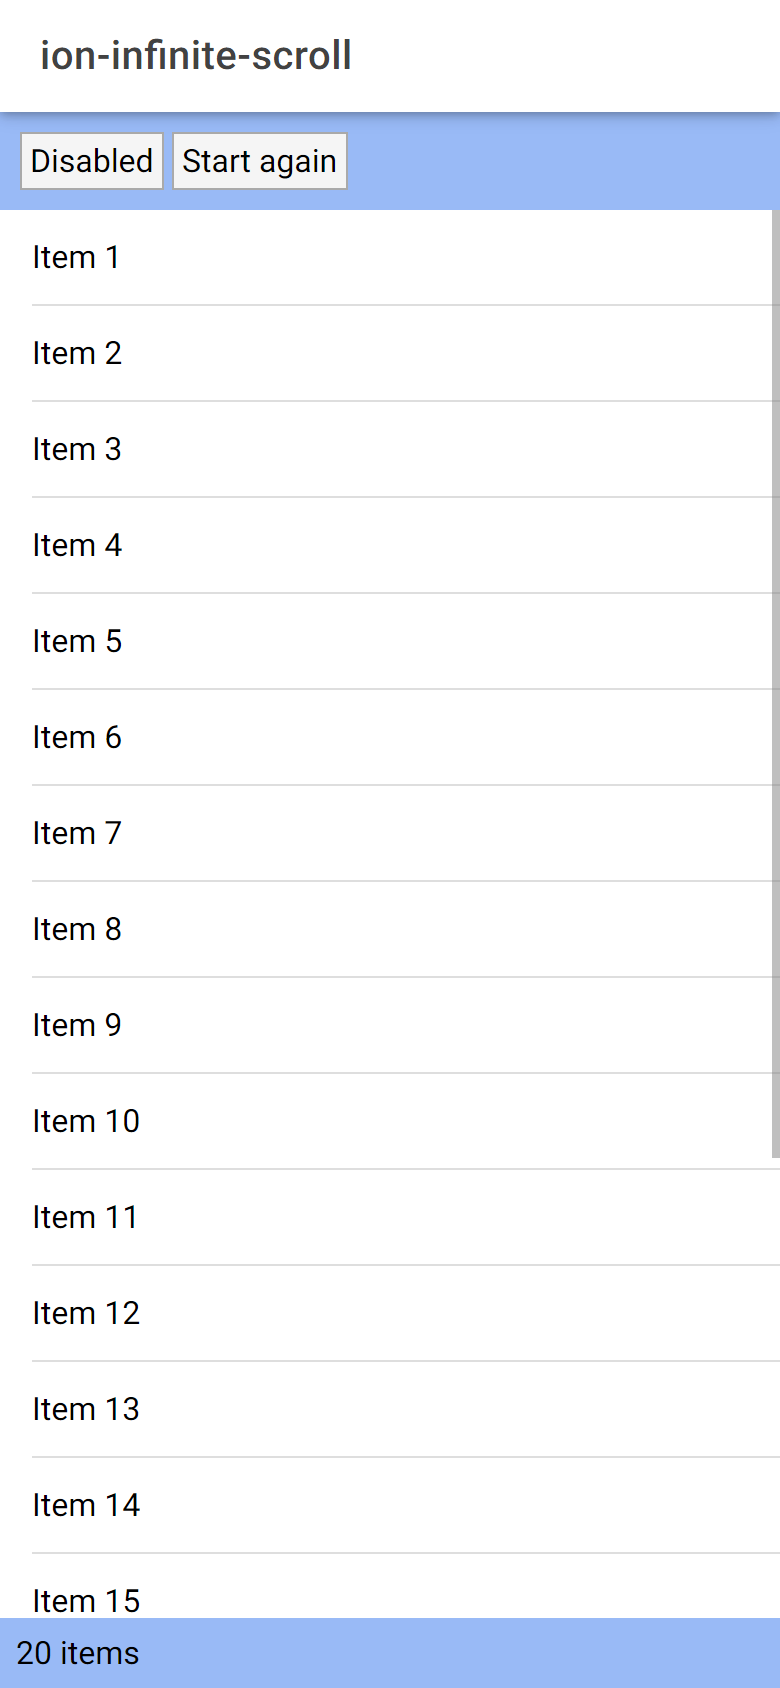 ion-infinite-scroll
Disabled Start again
Item 1
Item 2
Item 3
Item 4
Item 5
Item 6
Item 7
Item 8
Item 9
Item 10
Item 11
Item 12
Item 13
Item 14
Item 15
20 items